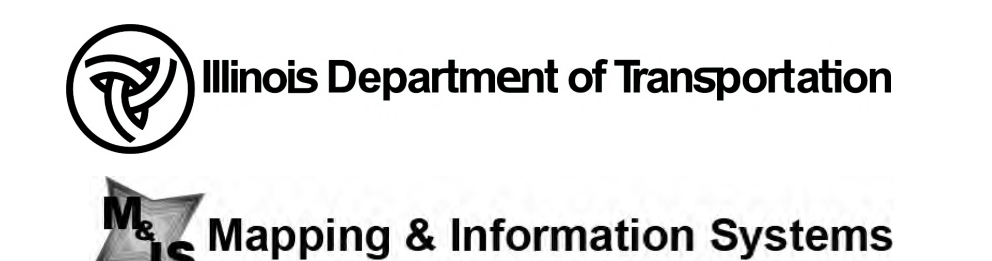 Illinois Department of Transportation
M & IS Mapping & Information Systems